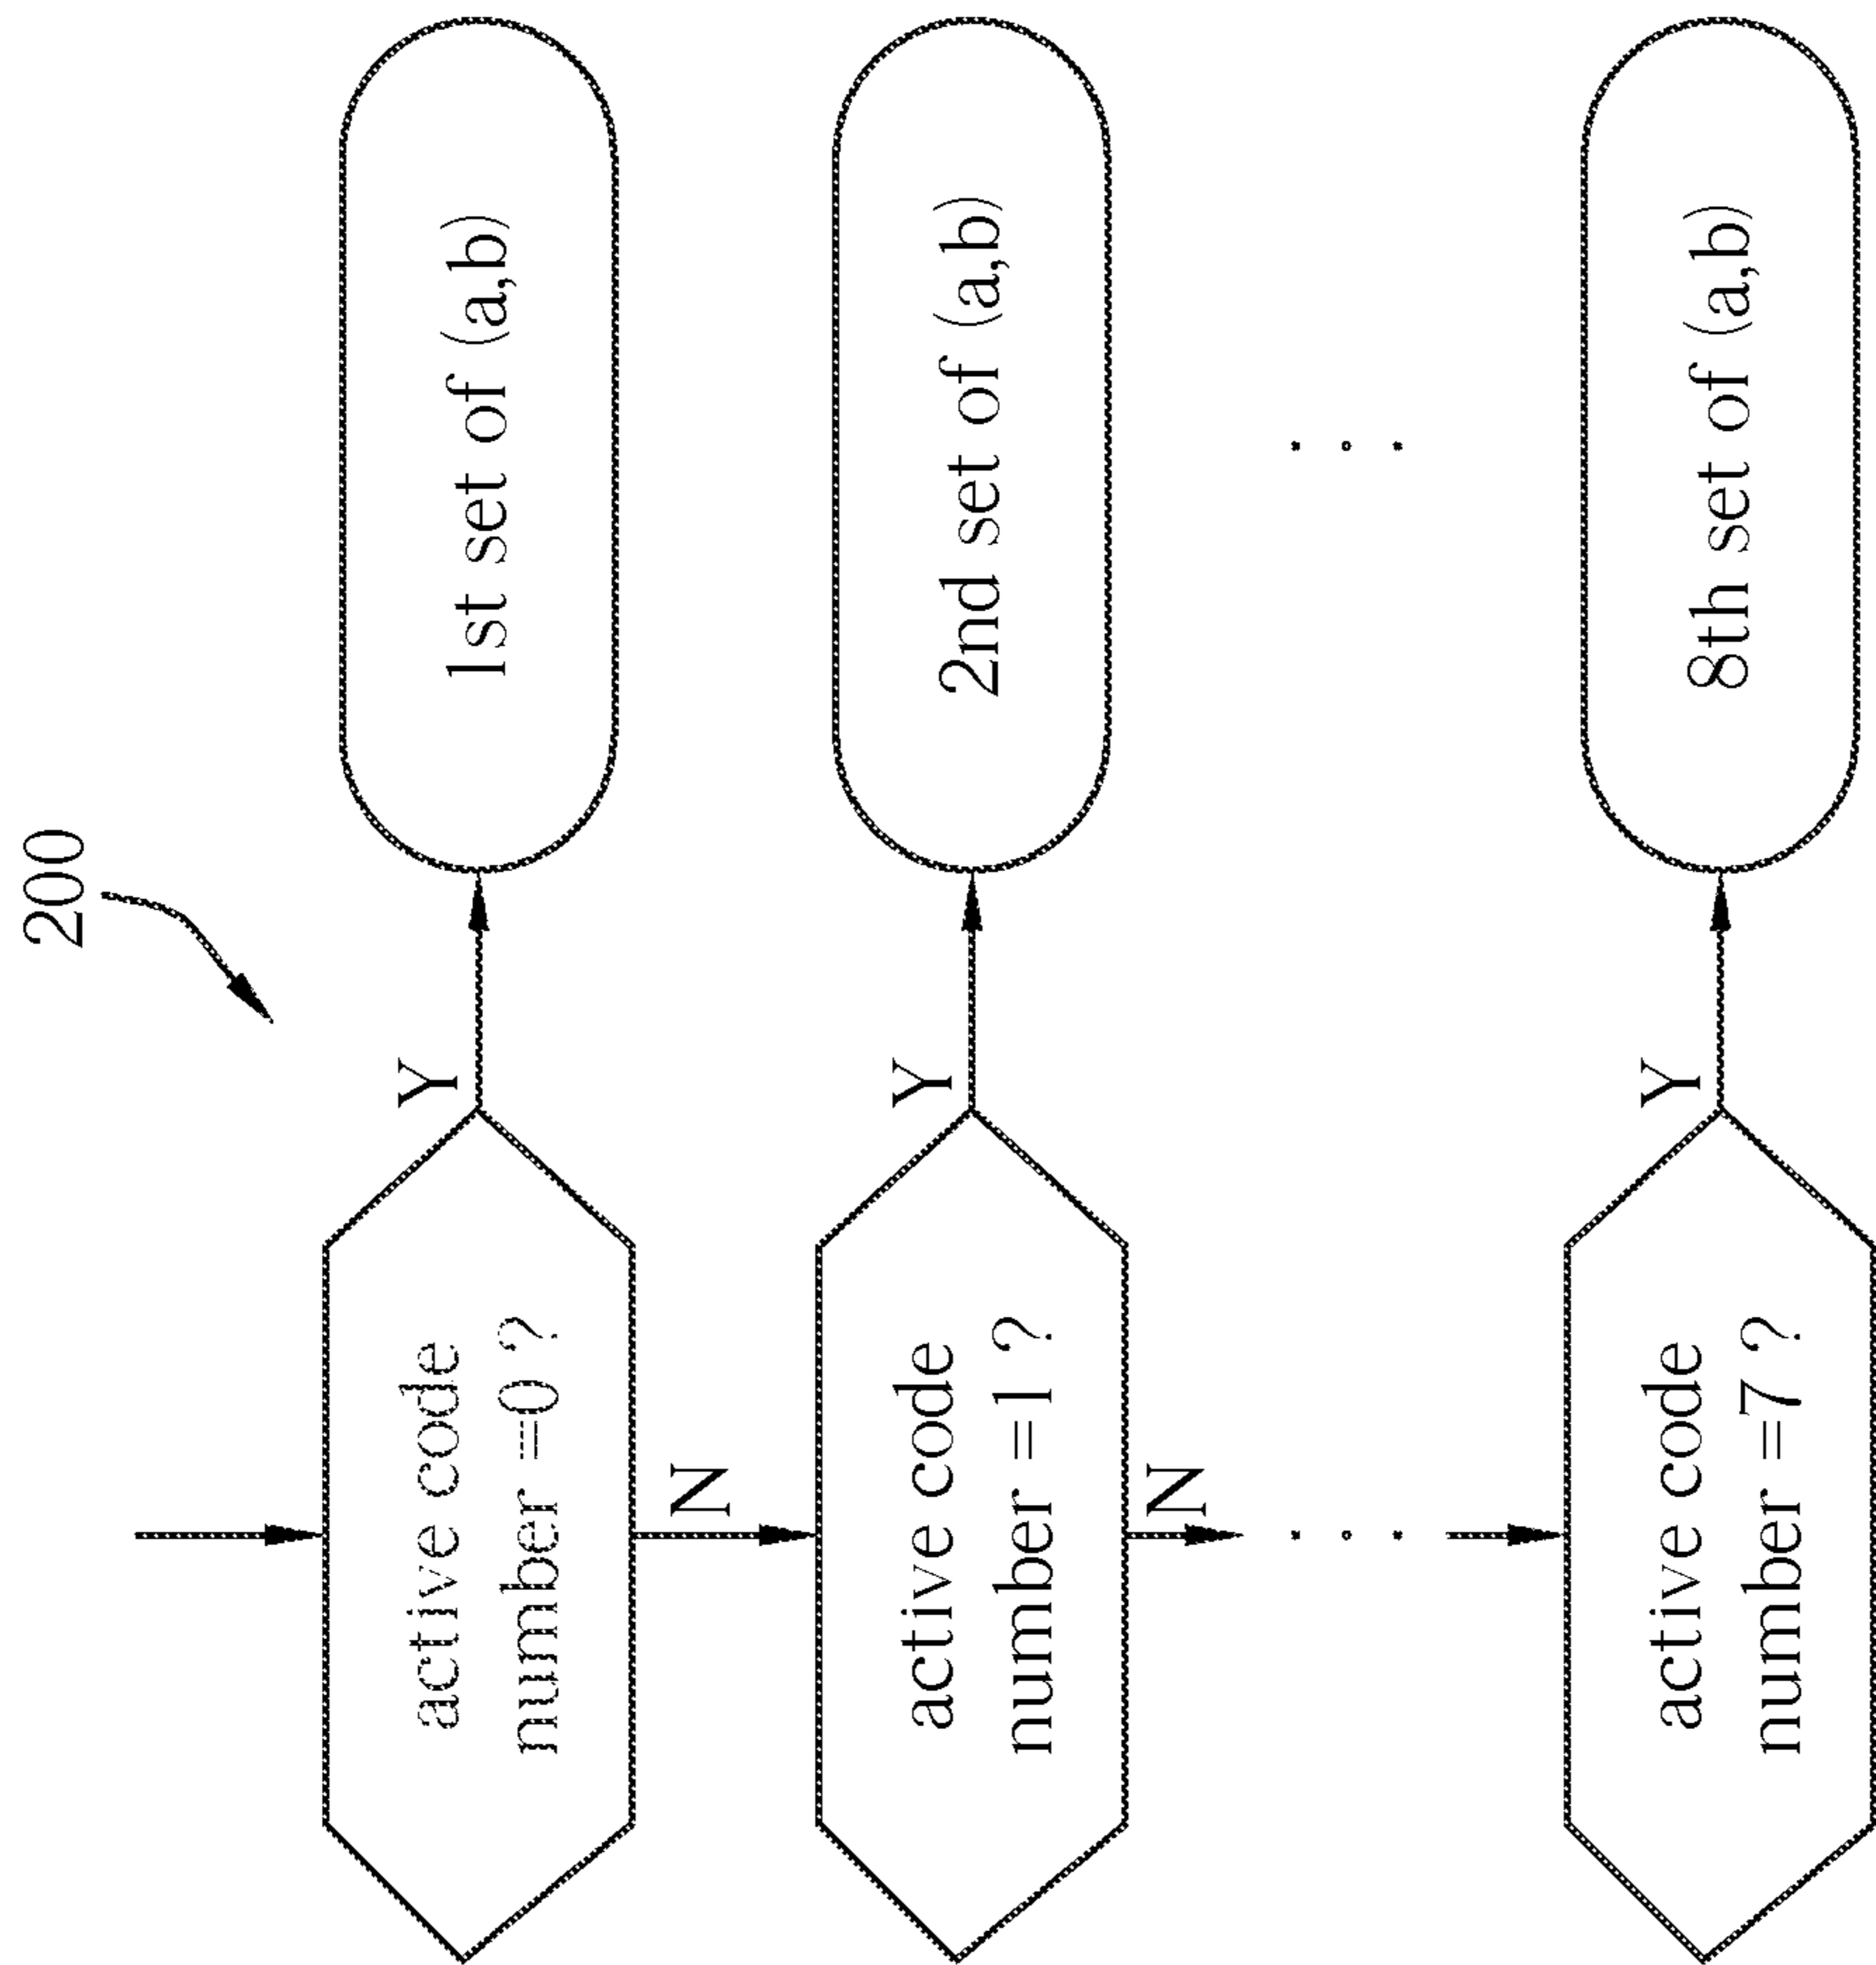 200
active code
number =0 ?
Y
1st set of (a,b)
N
active code
number =1 ?
Y
2nd set of (a,b)
N
active code
number =7 ?
Y
8th set of (a,b)